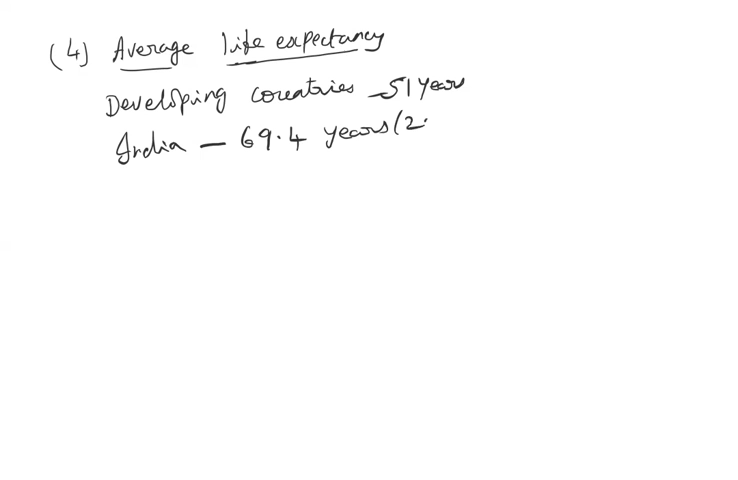 (4) Average life expectancy
Developing countries - 51 years
India - 69.4 years (2